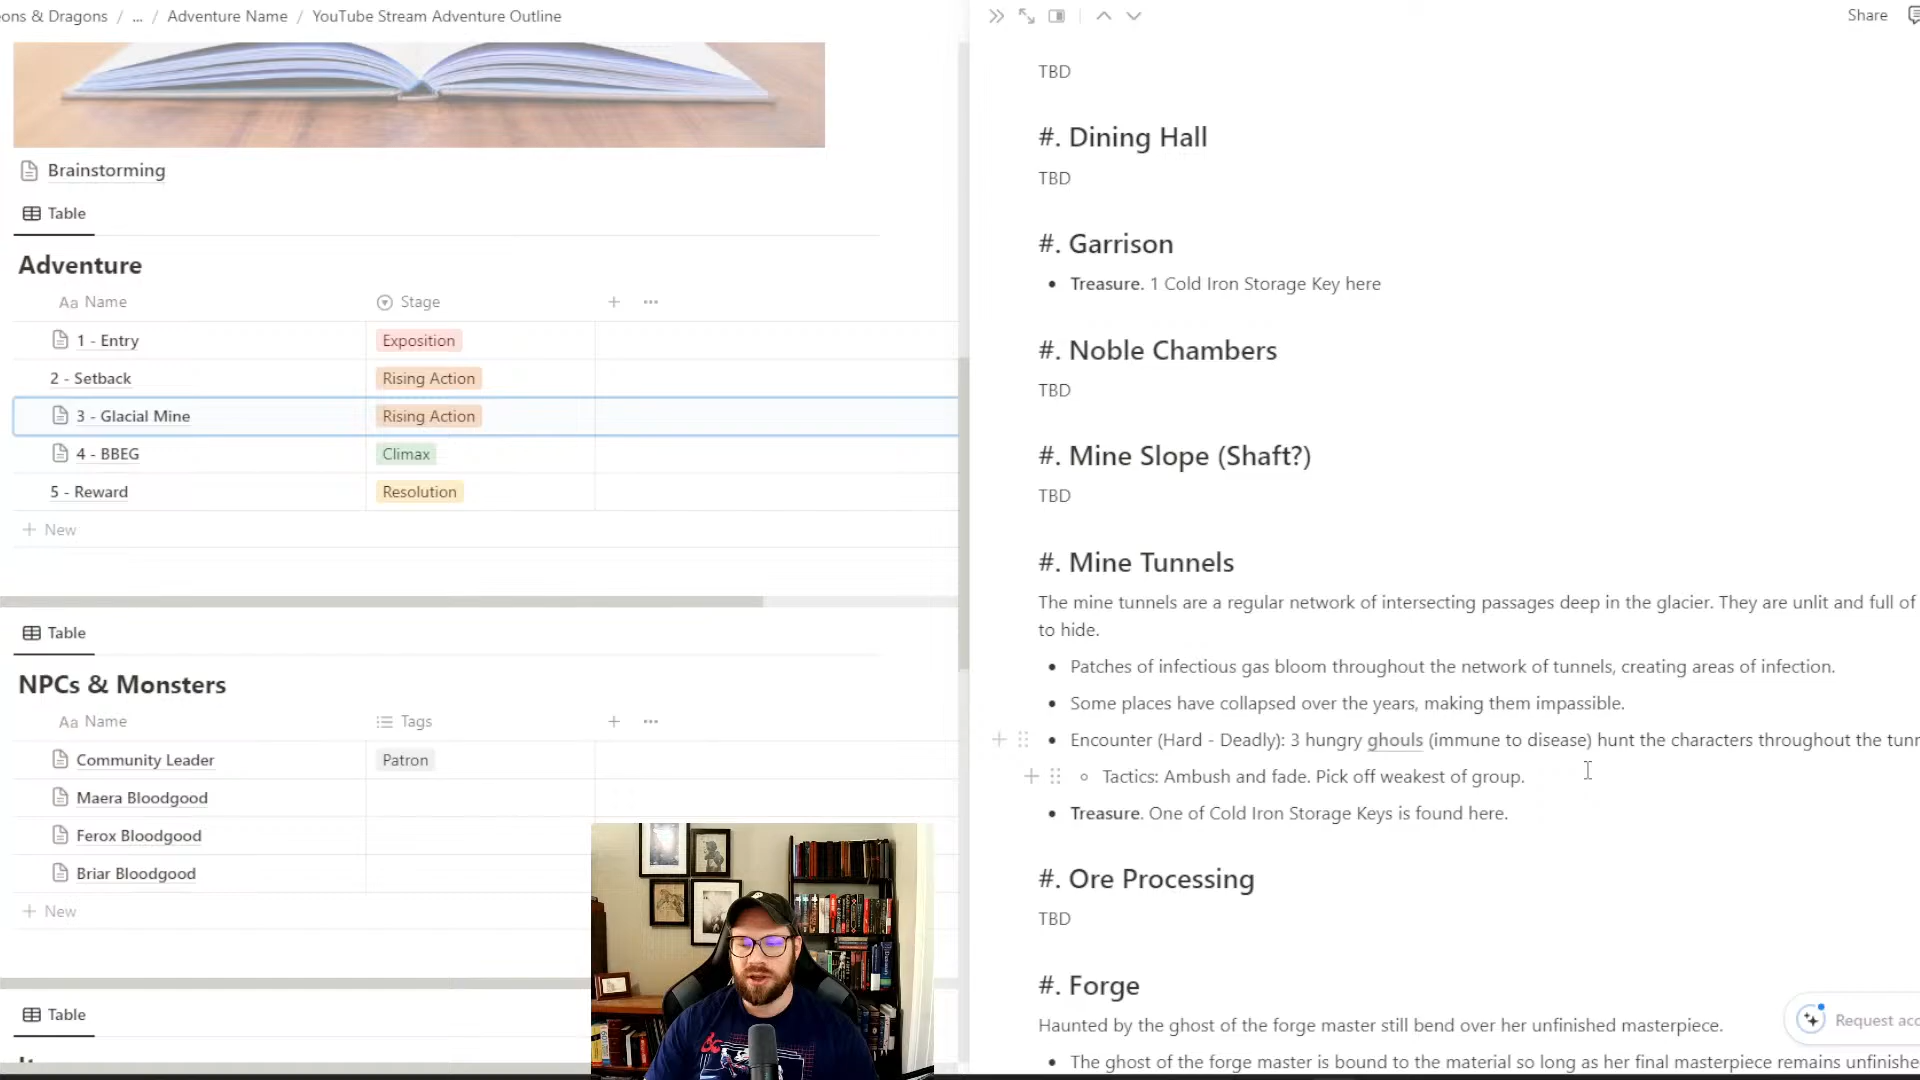 ons & Dragons / ... / Adventure Name / YouTube Stream Adventure Outline
Brainstorming
Table
Adventure
Aa Name
Stage
1 - Entry
Exposition
2 - Setback
Rising Action
3 - Glacial Mine
Rising Action
4 - BBEG
Climax
5 - Reward
Resolution
+ New
Table
NPCs & Monsters
Aa Name
Tags
Community Leader
Patron
Maera Bloodgood
Ferox Bloodgood
Briar Bloodgood
+ New
Table
Share
TBD
#. Dining Hall
TBD
#. Garrison
• Treasure. 1 Cold Iron Storage Key here
#. Noble Chambers
TBD
#. Mine Slope (Shaft?)
TBD
#. Mine Tunnels
The mine tunnels are a regular network of intersecting passages deep in the glacier. They are unlit and full of
to hide.
• Patches of infectious gas bloom throughout the network of tunnels, creating areas of infection.
• Some places have collapsed over the years, making them impassible.
• Encounter (Hard - Deadly): 3 hungry ghouls (immune to disease) hunt the characters throughout the tunn
◦ Tactics: Ambush and fade. Pick off weakest of group.
• Treasure. One of Cold Iron Storage Keys is found here.
#. Ore Processing
TBD
#. Forge
Haunted by the ghost of the forge master still bend over her unfinished masterpiece.
• The ghost of the forge master is bound to the material so long as her final masterpiece remains unfinishe
Request acc